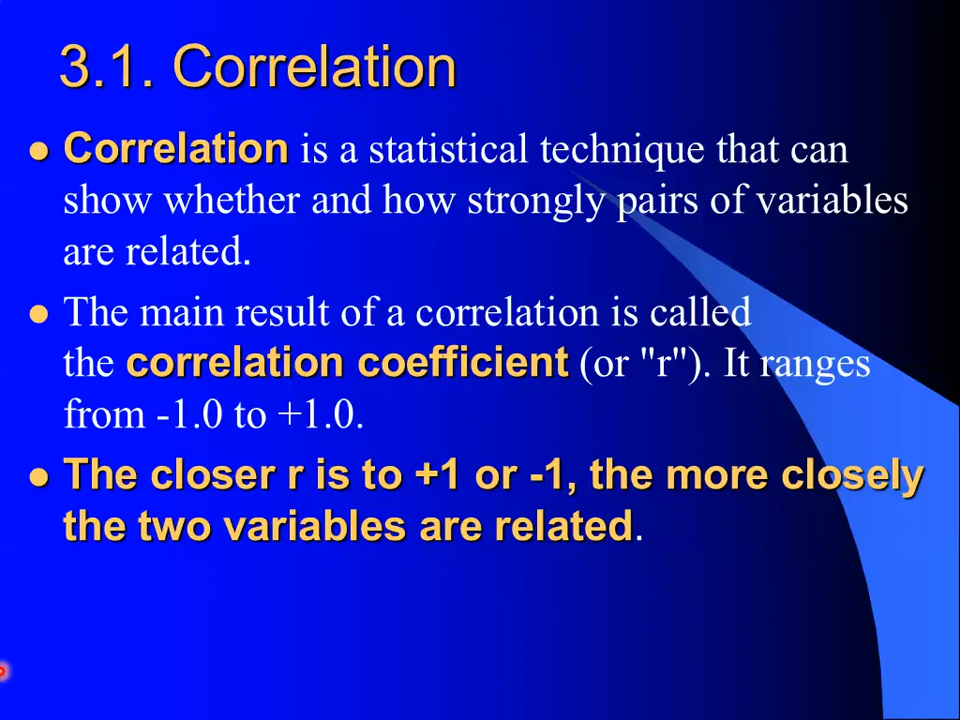 3.1. Correlation
● Correlation is a statistical technique that can
show whether and how strongly pairs of variables
are related.
● The main result of a correlation is called
the correlation coefficient (or "r"). It ranges
from -1.0 to +1.0.
● The closer r is to +1 or -1, the more closely
the two variables are related.